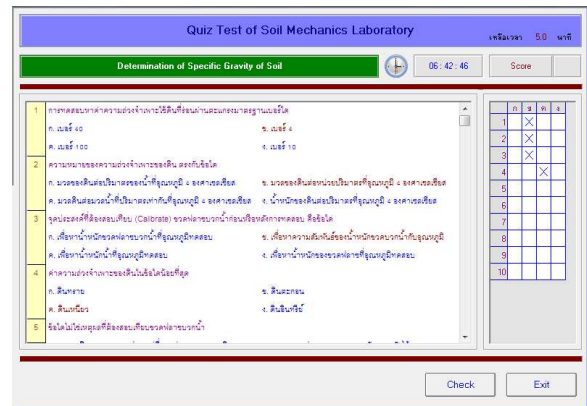 Quiz Test of Soil Mechanics Laboratory
เหลือเวลา 5.0 นาที
Determination of Specific Gravity of Soil
06 : 42 : 46
Score
1 การทดสอบหาค่าความถ่วงจำเพาะใช้ดินที่ร่อนผ่านตะแกรงมาตรฐานเบอร์ใด
ก. เบอร์ 40 ข. เบอร์ 4
ค. เบอร์ 100 ง. เบอร์ 10
2 ความหมายของความถ่วงจำเพาะของดิน ตรงกับข้อใด
ก. มวลของดินต่อปริมาตรของน้ำที่อุณหภูมิ 4 องศาเซลเซียส ข. มวลของดินต่อหน่วยปริมาตรที่อุณหภูมิ 4 องศาเซลเซียส
ค. มวลดินต่อมวลน้ำที่ปริมาตรเท่ากันที่อุณหภูมิ 4 องศาเซลเซียส ง. น้ำหนักของดินต่อปริมาตรที่อุณหภูมิ 4 องศาเซลเซียส
3 จุดประสงค์ที่ต้องสอบเทียบ (Calibrate) ขวดฟลาซบวกน้ำก่อนหรือหลังการทดสอบ คือข้อใด
ก. เพื่อหาน้ำหนักขวดฟลาซบวกน้ำที่อุณหภูมิทดสอบ ข. เพื่อหาความสัมพันธ์ของน้ำหนักขวดบวกน้ำกับอุณหภูมิ
ค. เพื่อหาน้ำหนักน้ำที่อุณหภูมิทดสอบ ง. เพื่อหาน้ำหนักของขวดฟลาซที่อุณหภูมิทดสอบ
4 ค่าความถ่วงจำเพาะของดินในข้อใดน้อยที่สุด
ก. ดินทราย ข. ดินตะกอน
ค. ดินเหนียว ง. ดินอินทรีย์
5 ข้อใดไม่ใช่เหตุผลที่ต้องสอบเทียบขวดฟลาซบวกน้ำ
ก ข ค ง
1 X
2 X
3 X
4 X
5
6
7
8
9
10
Check
Exit